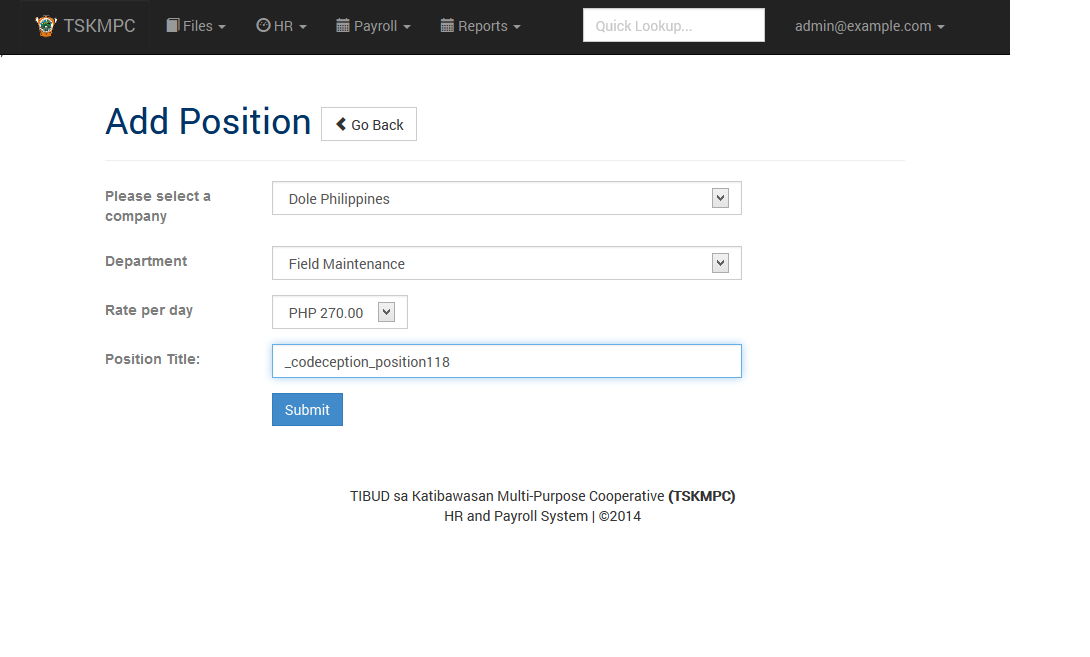 TSKMPC Files HR Payroll Reports Quick Lookup... admin@example.com
Add Position Go Back
Please select a
company
Dole Philippines
Department Field Maintenance
Rate per day PHP 270.00
Position Title: _codeception_position118
Submit
TIBUD sa Katibawasan Multi-Purpose Cooperative (TSKMPC)
HR and Payroll System | ©2014